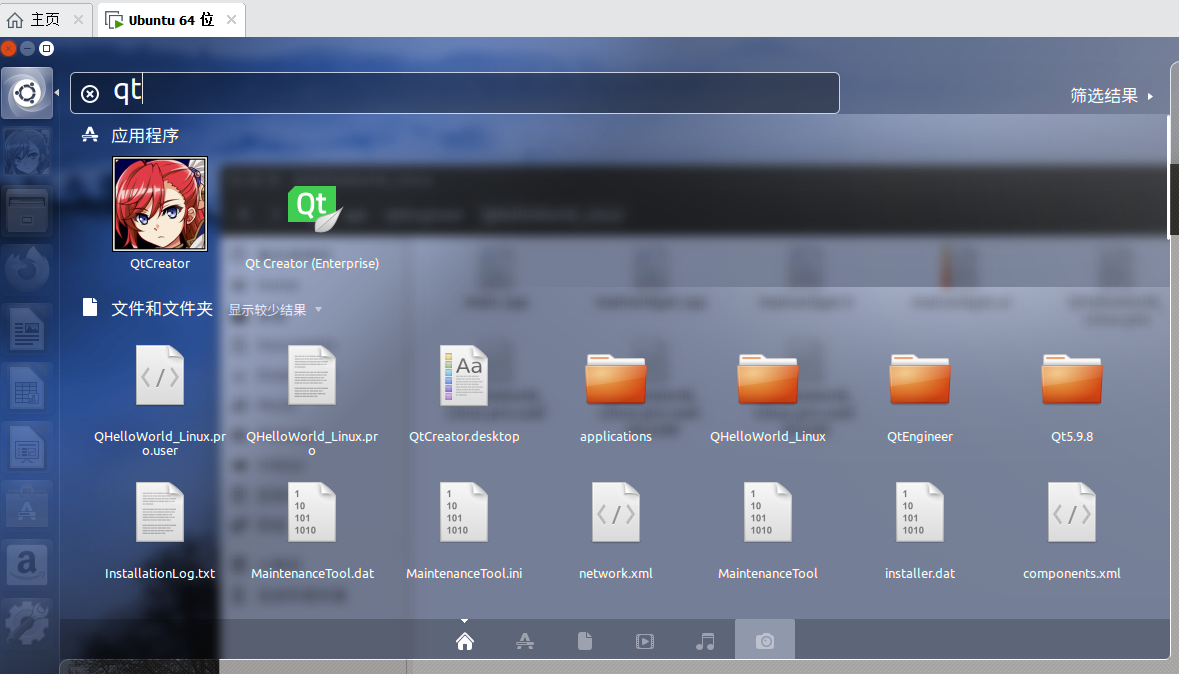 主页
Ubuntu 64 位
qt
筛选结果
应用程序
Qt
QtCreator
Qt Creator (Enterprise)
文件和文件夹
显示较少结果
Aa
QHelloWorld_Linux.pr
o.user
QHelloWorld_Linux.pr
o
QtCreator.desktop
applications
QHelloWorld_Linux
QtEngineer
Qt5.9.8
1
10
101
1010
1
10
101
1010
1
10
101
1010
1
10
101
1010
InstallationLog.txt
MaintenanceTool.dat
MaintenanceTool.ini
network.xml
MaintenanceTool
installer.dat
components.xml